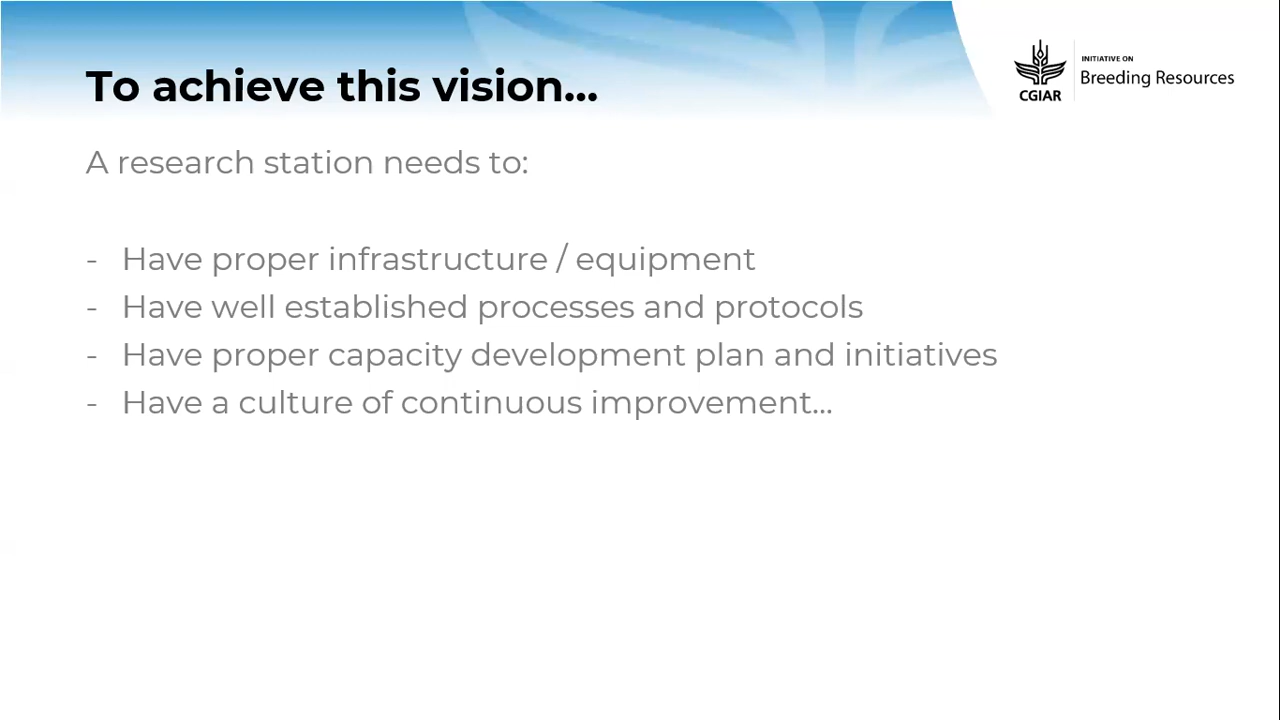 To achieve this vision...
CGIAR
INITIATIVE ON
Breeding Resources
A research station needs to:
- Have proper infrastructure / equipment
- Have well established processes and protocols
- Have proper capacity development plan and initiatives
- Have a culture of continuous improvement...